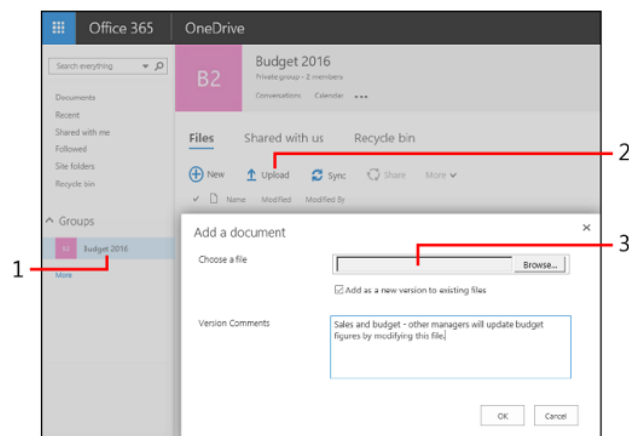 Office 365 OneDrive
Search everything
Documents
Recent
Shared with me
Followed
Site folders
Recycle bin
Groups
B2 Budget 2016
More
B2
Budget 2016
Private group - 2 members
Conversations Calendar •••
Files Shared with us Recycle bin
New Upload Sync Share More
Name Modified Modified By
Add a document
Choose a file
Browse...
Add as a new version to existing files
Version Comments
Sales and budget - other managers will update budget
figures by modifying this file.
OK Cancel
1
2
3